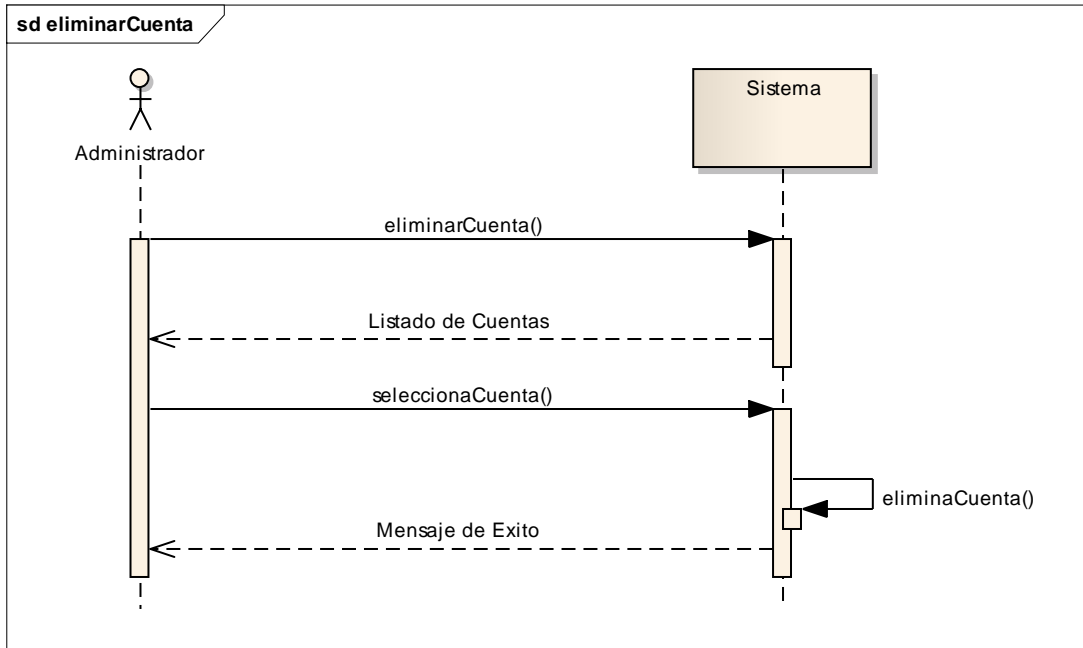 sd eliminarCuenta
Sistema
Administrador
eliminarCuenta()
Listado de Cuentas
seleccionaCuenta()
eliminaCuenta()
Mensaje de Exito